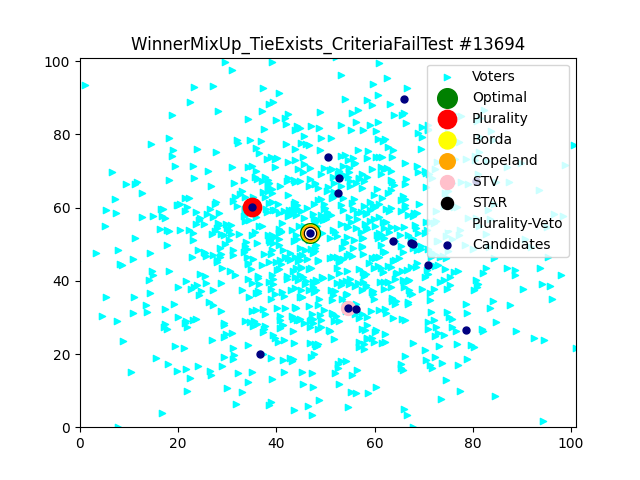 WinnerMixUp_TieExists_CriteriaFailTest #13694
100
80
60
40
20
0
0 20 40 60 80 100
Voters
Optimal
Plurality
Borda
Copeland
STV
STAR
Plurality-Veto
Candidates